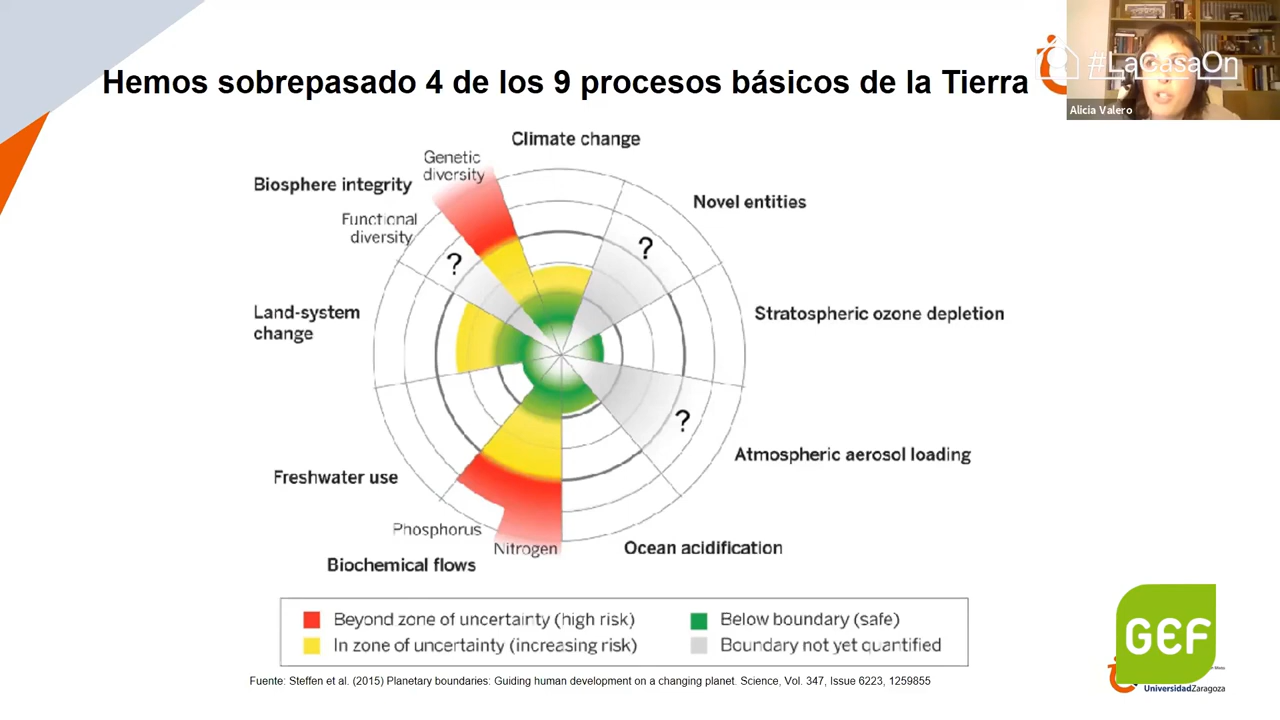 #LaCasaOn
Alicia Valero
Hemos sobrepasado 4 de los 9 procesos básicos de la Tierra
Climate change
Genetic
diversity
Biosphere integrity
Functional
diversity
Novel entities
?
?
Land-system
change
Stratospheric ozone depletion
?
Atmospheric aerosol loading
Freshwater use
Phosphorus
Nitrogen
Ocean acidification
Biochemical flows
Beyond zone of uncertainty (high risk)
Below boundary (safe)
In zone of uncertainty (increasing risk)
Boundary not yet quantified
Fuente: Steffen et al. (2015) Planetary boundaries: Guiding human development on a changing planet. Science, Vol. 347, Issue 6223, 1259855
GEF
UniversidadZaragoza